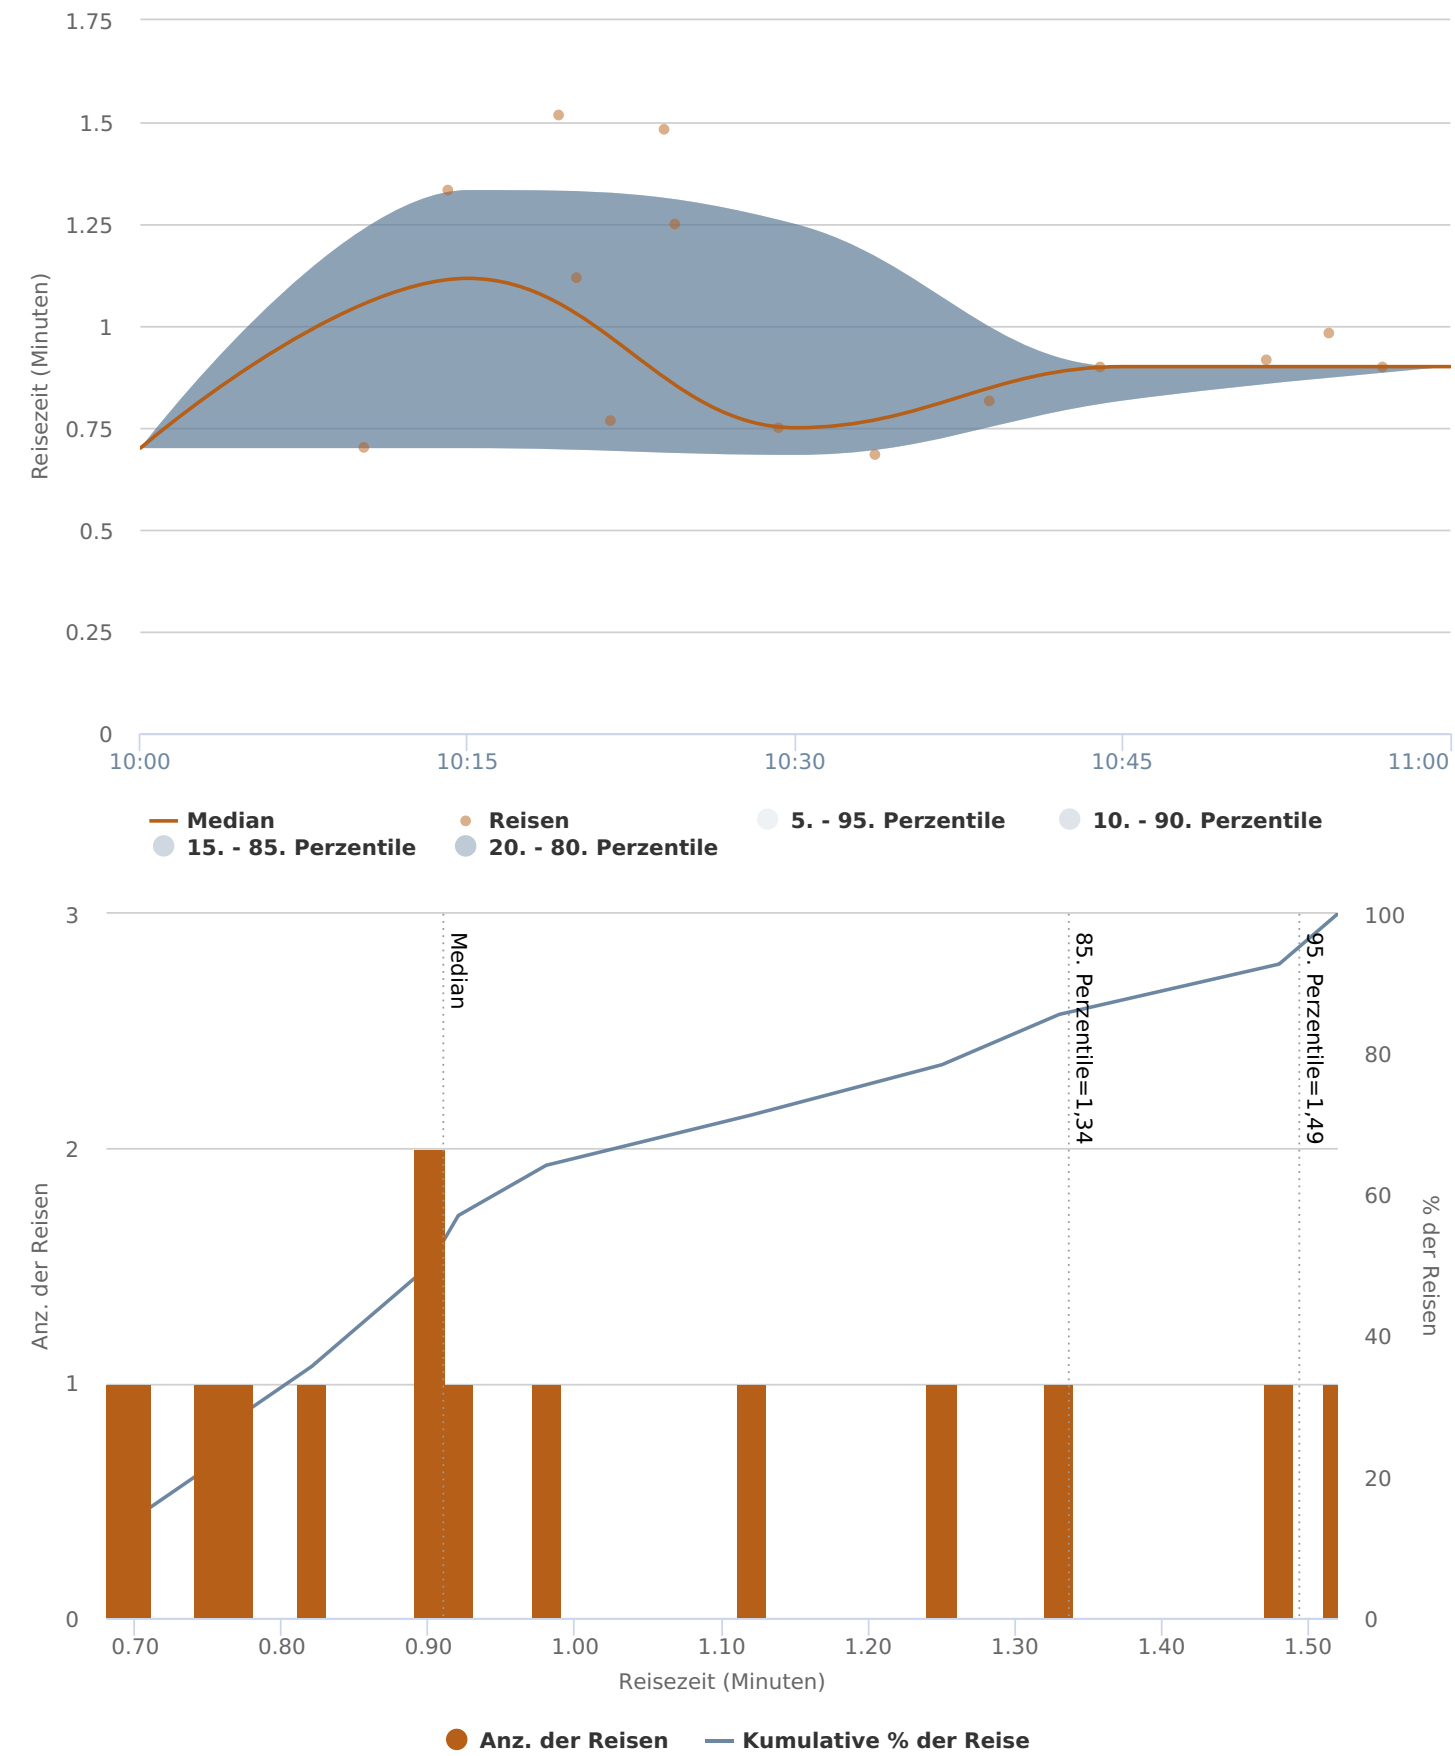 1.75
1.5
1.25
1
0.75
0.5
0.25
0
Reisezeit (Minuten)
10:00 10:15 10:30 10:45 11:00
Median Reisen 5. - 95. Perzentile 10. - 90. Perzentile
15. - 85. Perzentile 20. - 80. Perzentile
3
2
1
0
Anz. der Reisen
Median
85. Perzentile=1,34
95. Perzentile=1,49
100
80
60
40
20
0
% der Reisen
0.70 0.80 0.90 1.00 1.10 1.20 1.30 1.40 1.50
Reisezeit (Minuten)
Anz. der Reisen Kumulative % der Reise